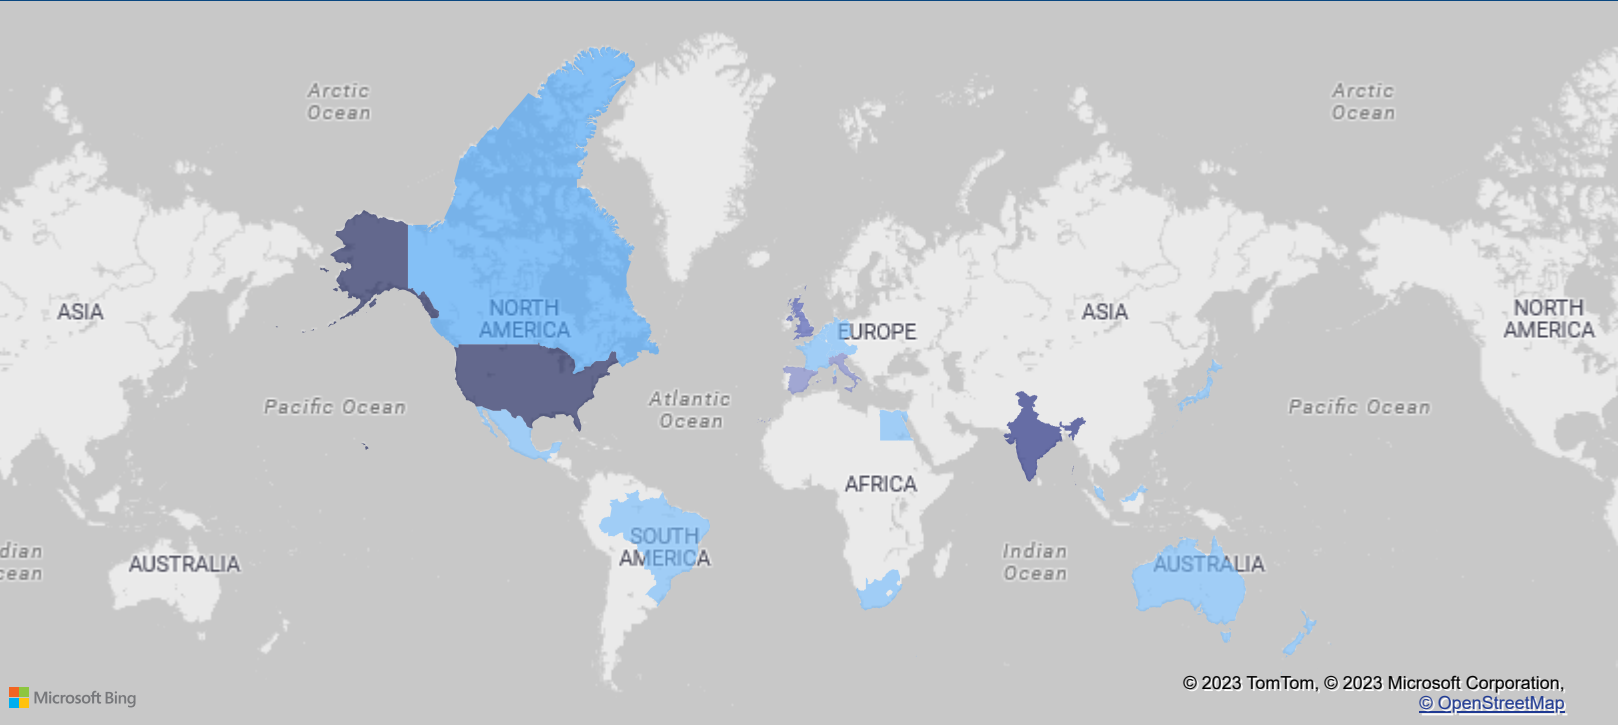 Arctic
Ocean
Arctic
Ocean
ASIA
NORTH
AMERICA
EUROPE
ASIA
NORTH
AMERICA
Pacific Ocean
Atlantic
Ocean
Pacific Ocean
AFRICA
SOUTH
AMERICA
dian
cean
AUSTRALIA
Indian
Ocean
AUSTRALIA
Microsoft Bing
© 2023 TomTom, © 2023 Microsoft Corporation,
© OpenStreetMap